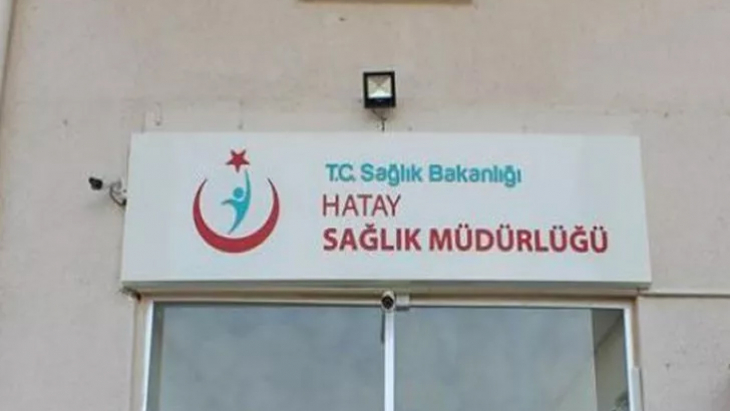 T.C. Sağlık Bakanlığı
HATAY
SAĞLIK MÜDÜRLÜĞÜ